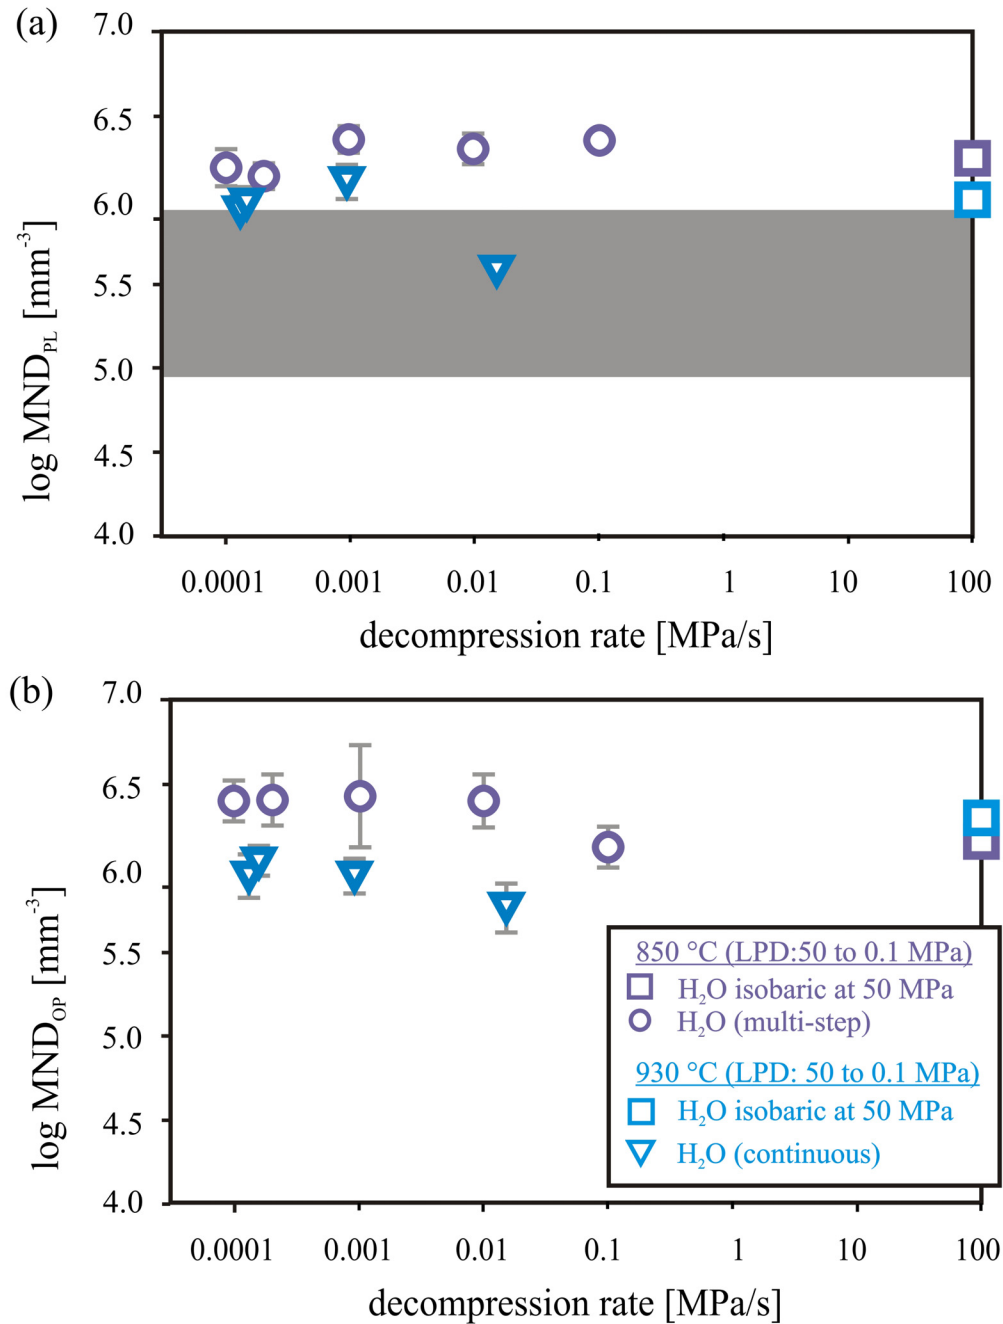 (a)
7.0
6.5
6.0
5.5
5.0
4.5
4.0
log MND_PL [mm⁻³]
0.0001 0.001 0.01 0.1 1 10 100
decompression rate [MPa/s]
(b)
7.0
6.5
6.0
5.5
5.0
4.5
4.0
log MND_OP [mm⁻³]
850 °C (LPD:50 to 0.1 MPa)
H₂O isobaric at 50 MPa
H₂O (multi-step)
930 °C (LPD: 50 to 0.1 MPa)
H₂O isobaric at 50 MPa
H₂O (continuous)
0.0001 0.001 0.01 0.1 1 10 100
decompression rate [MPa/s]